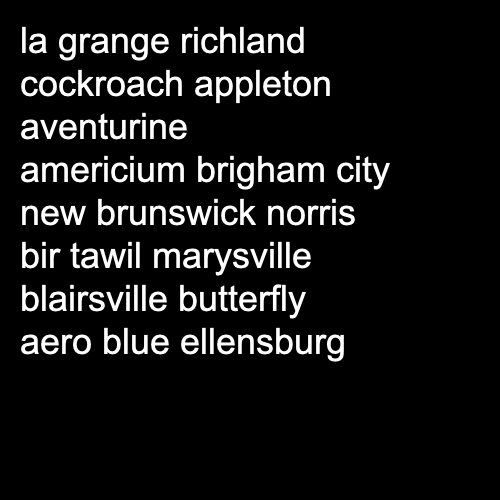 la grange richland
cockroach appleton
aventurine
americium brigham city
new brunswick norris
bir tawil marysville
blairsville butterfly
aero blue ellensburg